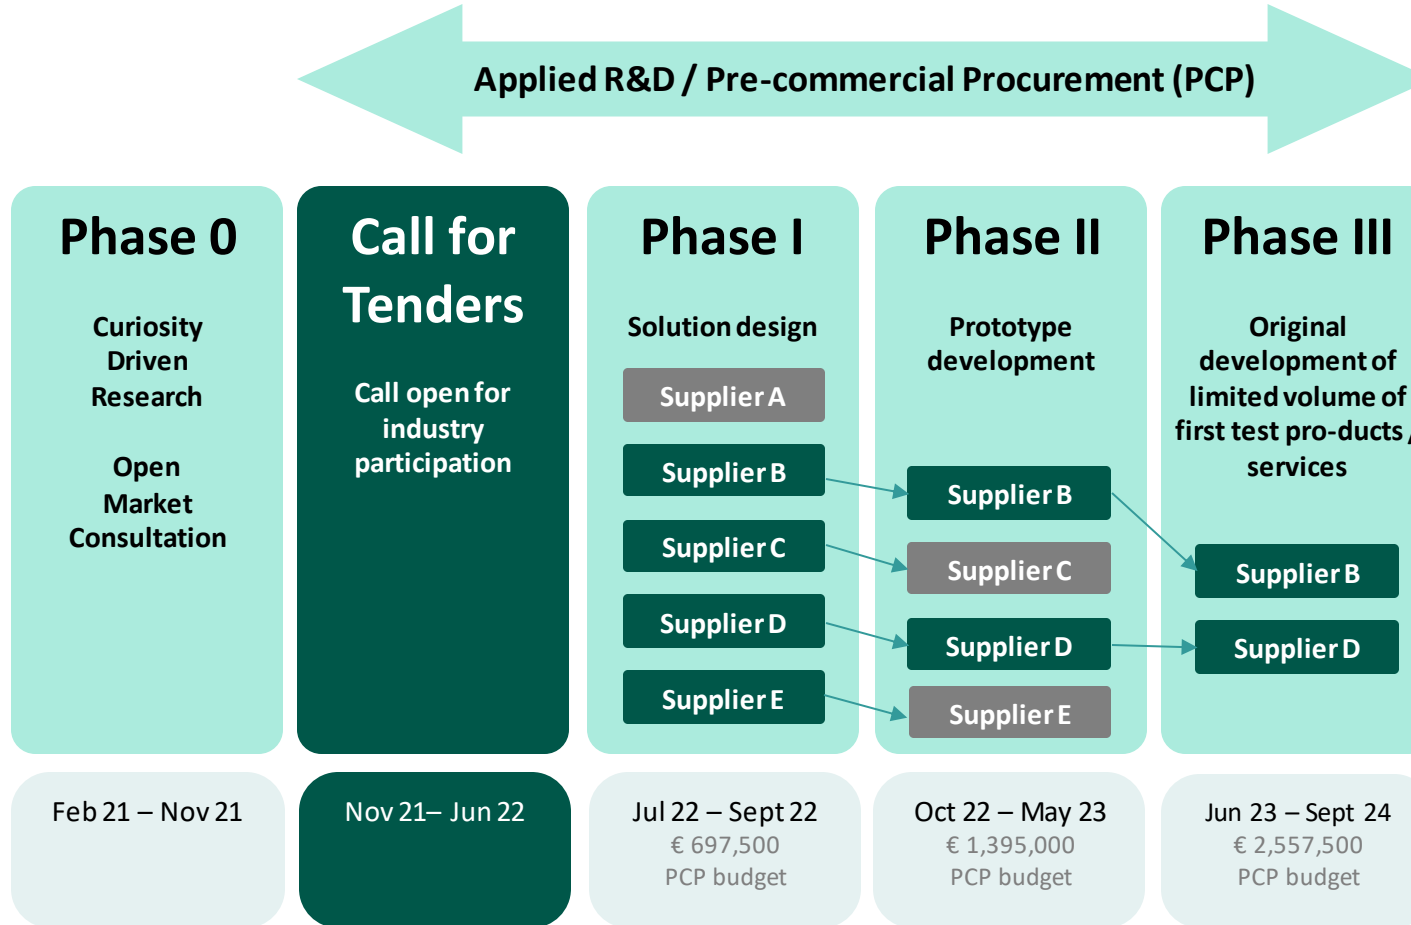 Applied R&D / Pre-commercial Procurement (PCP)
Phase 0
Curiosity
Driven
Research
Open
Market
Consultation
Feb 21 – Nov 21
Call for
Tenders
Call open for
industry
participation
Nov 21– Jun 22
Phase I
Solution design
Supplier A
Supplier B
Supplier C
Supplier D
Supplier E
Jul 22 – Sept 22
€ 697,500
PCP budget
Phase II
Prototype
development
Supplier B
Supplier C
Supplier D
Supplier E
Oct 22 – May 23
€ 1,395,000
PCP budget
Phase III
Original
development of
limited volume of
first test pro-ducts /
services
Supplier B
Supplier D
Jun 23 – Sept 24
€ 2,557,500
PCP budget